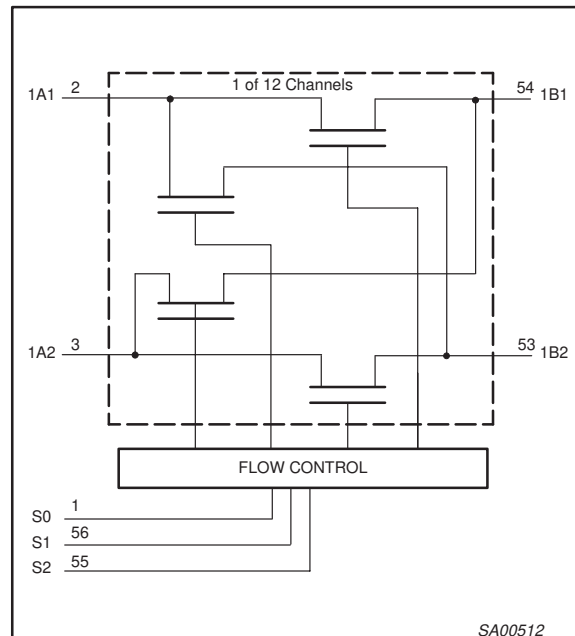 1 of 12 Channels
1A1 2 54 1B1
1A2 3 53 1B2
FLOW CONTROL
S0 1
S1 56
S2 55
SA00512